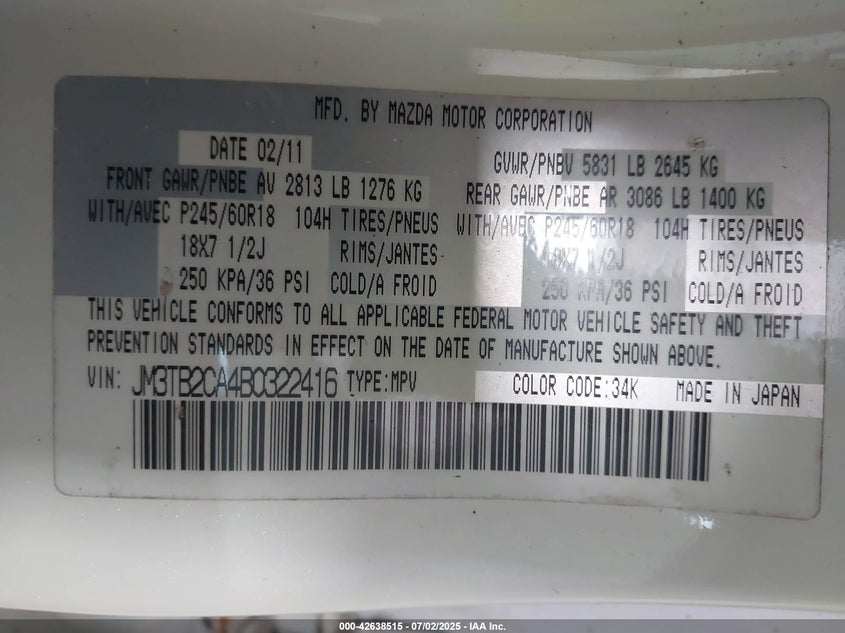 MFD. BY MAZDA MOTOR CORPORATION
DATE 02/11
GVWR/PNBV 5831 LB 2645 KG
FRONT GAWR/PNBE AV 2813 LB 1276 KG
REAR GAWR/PNBE AR 3086 LB 1400 KG
WITH/AVEC P245/60R18 104H TIRES/PNEUS
WITH/AVEC P245/60R18 104H TIRES/PNEUS
18X7 1/2J RIMS/JANTES
18X7 1/2J RIMS/JANTES
250 KPA/36 PSI COLD/A FROID
250 KPA/36 PSI COLD/A FROID
THIS VEHICLE CONFORMS TO ALL APPLICABLE FEDERAL MOTOR VEHICLE SAFETY AND THEFT
PREVENTION STANDARDS IN EFFECT ON THE DATE OF MANUFACTURE SHOWN ABOVE.
VIN: JM3TB2CA4B0322416 TYPE:MPV COLOR CODE:34K MADE IN JAPAN
000-42638515 - 07/02/2025 - IAA Inc.